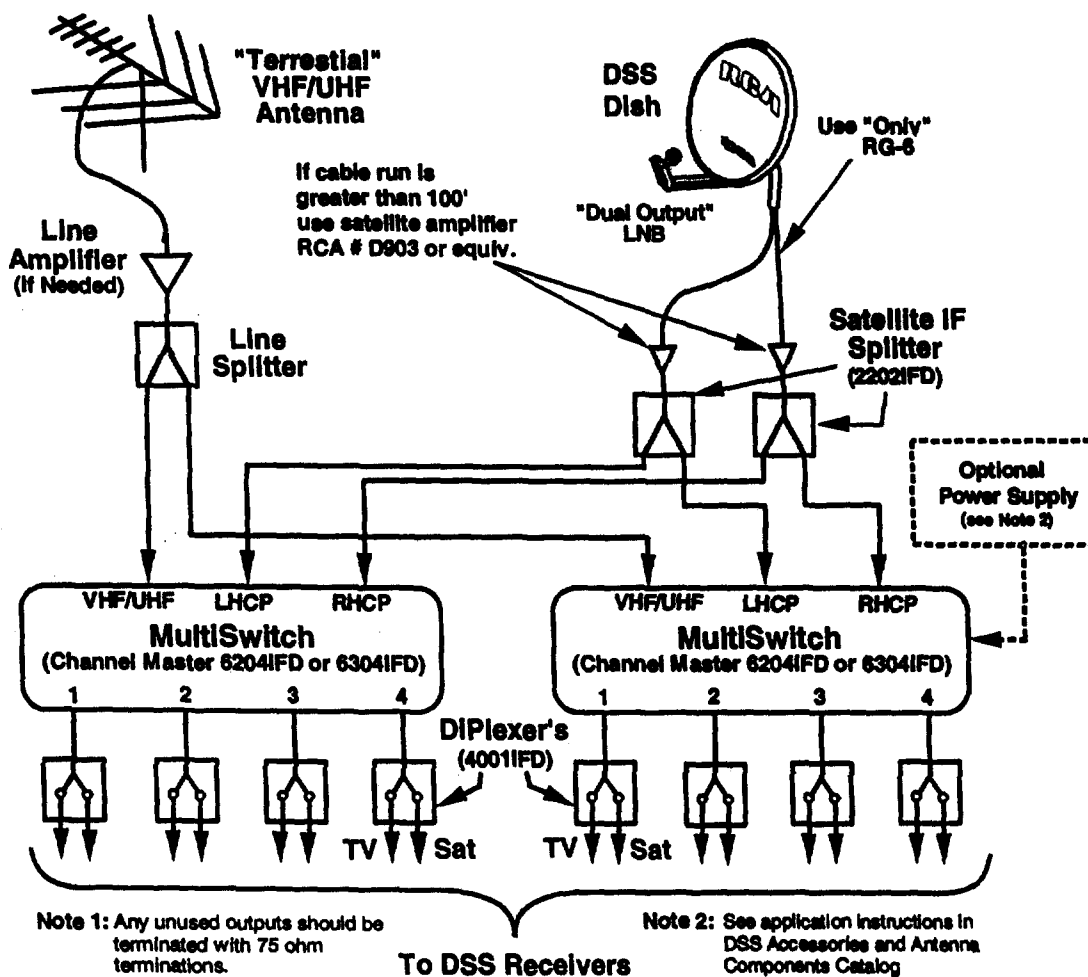 "Terrestial"
VHF/UHF
Antenna
DSS
Dish
RCA
Use "Only"
RG-6
If cable run is
greater than 100'
use satellite amplifier
RCA # D903 or equiv.
"Dual Output"
LNB
Line
Amplifier
(If Needed)
Line
Splitter
Satellite IF
Splitter
(2202IFD)
Optional
Power Supply
(see Note 2)
VHF/UHF LHCP RHCP
MultiSwitch
(Channel Master 6204IFD or 6304IFD)
1 2 3 4
VHF/UHF LHCP RHCP
MultiSwitch
(Channel Master 6204IFD or 6304IFD)
1 2 3 4
DiPlexer's
(4001IFD)
TV Sat
TV Sat
Note 1: Any unused outputs should be
terminated with 75 ohm
terminations.
To DSS Receivers
Note 2: See application instructions in
DSS Accessories and Antenna
Components Catalog